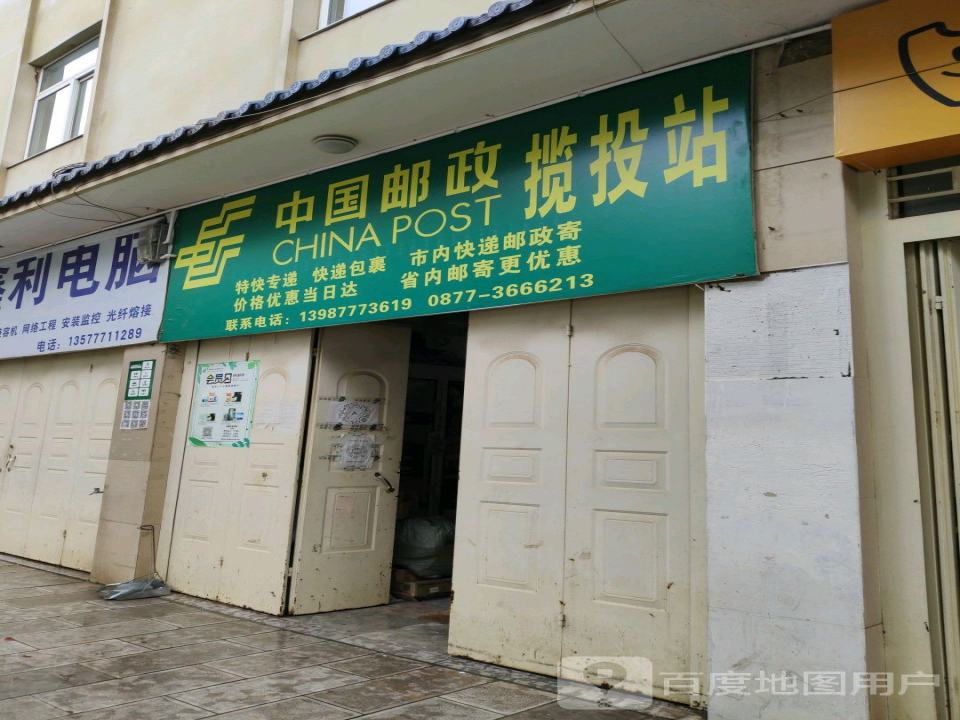 中国邮政 揽投站
CHINA POST
特快专递 快递包裹 市内快递邮政寄
价格优惠当日达 省内邮寄更优惠
联系电话：13987773619 0877-3666213
利电脑
网络工程 安装监控 光纤熔接
电话：13577711289
会员日
百度地图用户